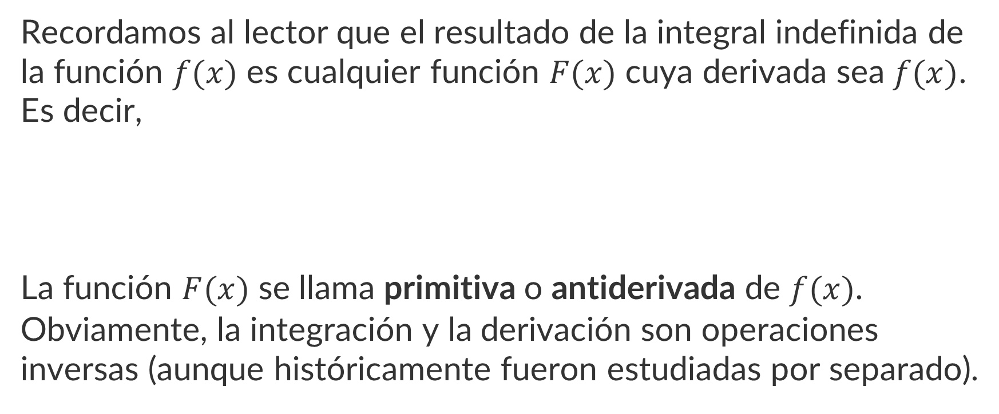 Recordamos al lector que el resultado de la integral indefinida de
la función f(x) es cualquier función F(x) cuya derivada sea f(x).
Es decir,
La función F(x) se llama primitiva o antiderivada de f(x).
Obviamente, la integración y la derivación son operaciones
inversas (aunque históricamente fueron estudiadas por separado).